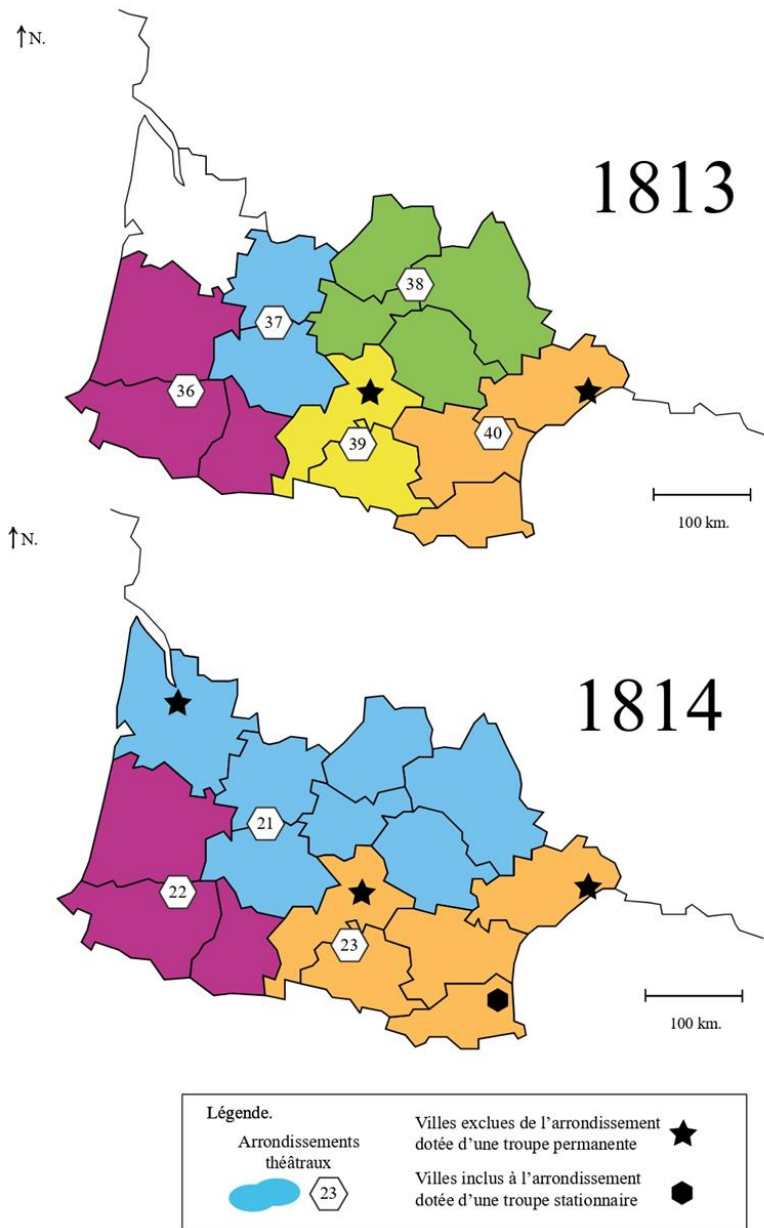 ↑N.
1813
38
37
36
39
40
100 km.
↑N.
1814
21
22
23
100 km.
Légende.
Arrondissements
théâtraux
23
Villes exclues de l’arrondissement
dotée d’une troupe permanente
Villes inclus à l’arrondissement
dotée d’une troupe stationnaire